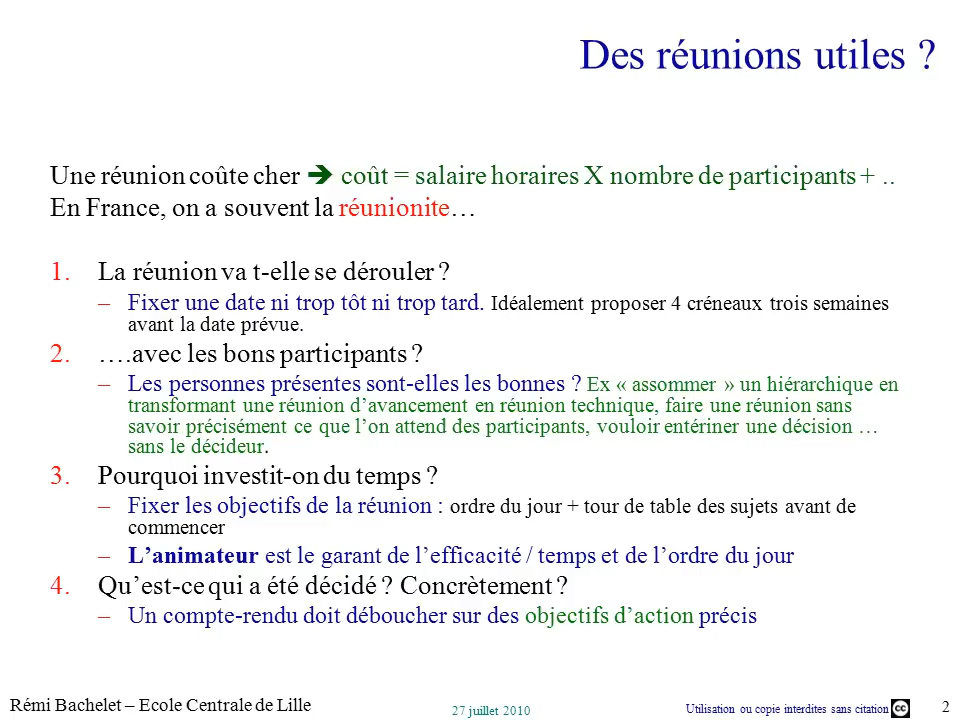 Des réunions utiles ?
Une réunion coûte cher ➔ coût = salaire horaires X nombre de participants + ..
En France, on a souvent la réunionite…
1. La réunion va t-elle se dérouler ?
– Fixer une date ni trop tôt ni trop tard. Idéalement proposer 4 créneaux trois semaines
avant la date prévue.
2. ….avec les bons participants ?
– Les personnes présentes sont-elles les bonnes ? Ex « assommer » un hiérarchique en
transformant une réunion d’avancement en réunion technique, faire une réunion sans
savoir précisément ce que l’on attend des participants, vouloir entériner une décision …
sans le décideur.
3. Pourquoi investit-on du temps ?
– Fixer les objectifs de la réunion : ordre du jour + tour de table des sujets avant de
commencer
– L’animateur est le garant de l’efficacité / temps et de l’ordre du jour
4. Qu’est-ce qui a été décidé ? Concrètement ?
– Un compte-rendu doit déboucher sur des objectifs d’action précis
Rémi Bachelet – Ecole Centrale de Lille
27 juillet 2010
Utilisation ou copie interdites sans citation cc
2